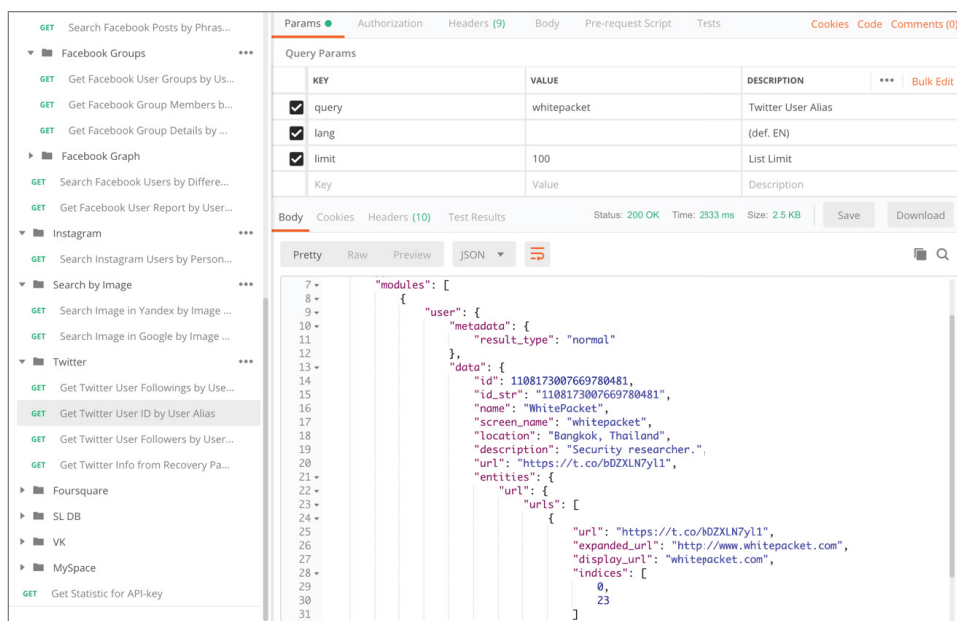 GET Search Facebook Posts by Phras...
Facebook Groups
GET Get Facebook User Groups by Us...
GET Get Facebook Group Members b...
GET Get Facebook Group Details by ...
Facebook Graph
GET Search Facebook Users by Differe...
GET Get Facebook User Report by User...
Instagram
GET Search Instagram Users by Person...
Search by Image
GET Search Image in Yandex by Image ...
GET Search Image in Google by Image ...
Twitter
GET Get Twitter User Followings by Use...
GET Get Twitter User ID by User Alias
GET Get Twitter User Followers by User...
GET Get Twitter Info from Recovery Pa...
Foursquare
SL DB
VK
MySpace
GET Get Statistic for API-key
Params Authorization Headers (9) Body Pre-request Script Tests Cookies Code Comments (0)
Query Params
KEY VALUE DESCRIPTION Bulk Edit
query whitepacket Twitter User Alias
lang (def. EN)
limit 100 List Limit
Key Value Description
Body Cookies Headers (10) Test Results Status: 200 OK Time: 2333 ms Size: 2.5 KB Save Download
Pretty Raw Preview JSON
7 "modules": [
8 {
9 "user": {
10 "metadata": {
11 "result_type": "normal"
12 },
13 "data": {
14 "id": 1108173007669780481,
15 "id_str": "1108173007669780481",
16 "name": "WhitePacket",
17 "screen_name": "whitepacket",
18 "location": "Bangkok, Thailand",
19 "description": "Security researcher.",
20 "url": "https://t.co/bDZXLN7yl1",
21 "entities": {
22 "url": {
23 "urls": [
24 {
25 "url": "https://t.co/bDZXLN7yl1",
26 "expanded_url": "http://www.whitepacket.com",
27 "display_url": "whitepacket.com",
28 "indices": [
29 0,
30 23
31 ]